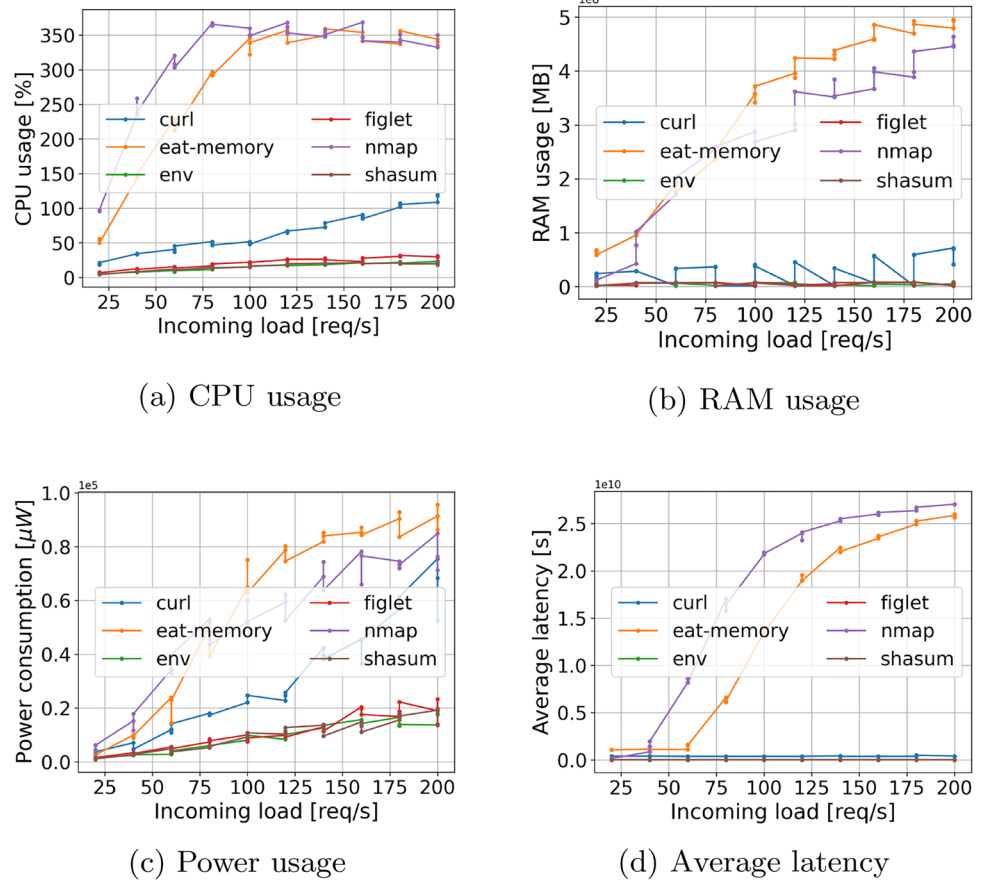 CPU usage [%]
350
300
250
200
150
100
50
0
curl
eat-memory
env
figlet
nmap
shasum
25 50 75 100 125 150 175 200
Incoming load [req/s]
(a) CPU usage
RAM usage [MB]
5
4
3
2
1
0
curl
eat-memory
env
figlet
nmap
shasum
25 50 75 100 125 150 175 200
Incoming load [req/s]
(b) RAM usage
1e5
Power consumption [μW]
1.0
0.8
0.6
0.4
0.2
0.0
curl
eat-memory
env
figlet
nmap
shasum
25 50 75 100 125 150 175 200
Incoming load [req/s]
(c) Power usage
1e10
Average latency [s]
2.5
2.0
1.5
1.0
0.5
0.0
curl
eat-memory
env
figlet
nmap
shasum
25 50 75 100 125 150 175 200
Incoming load [req/s]
(d) Average latency